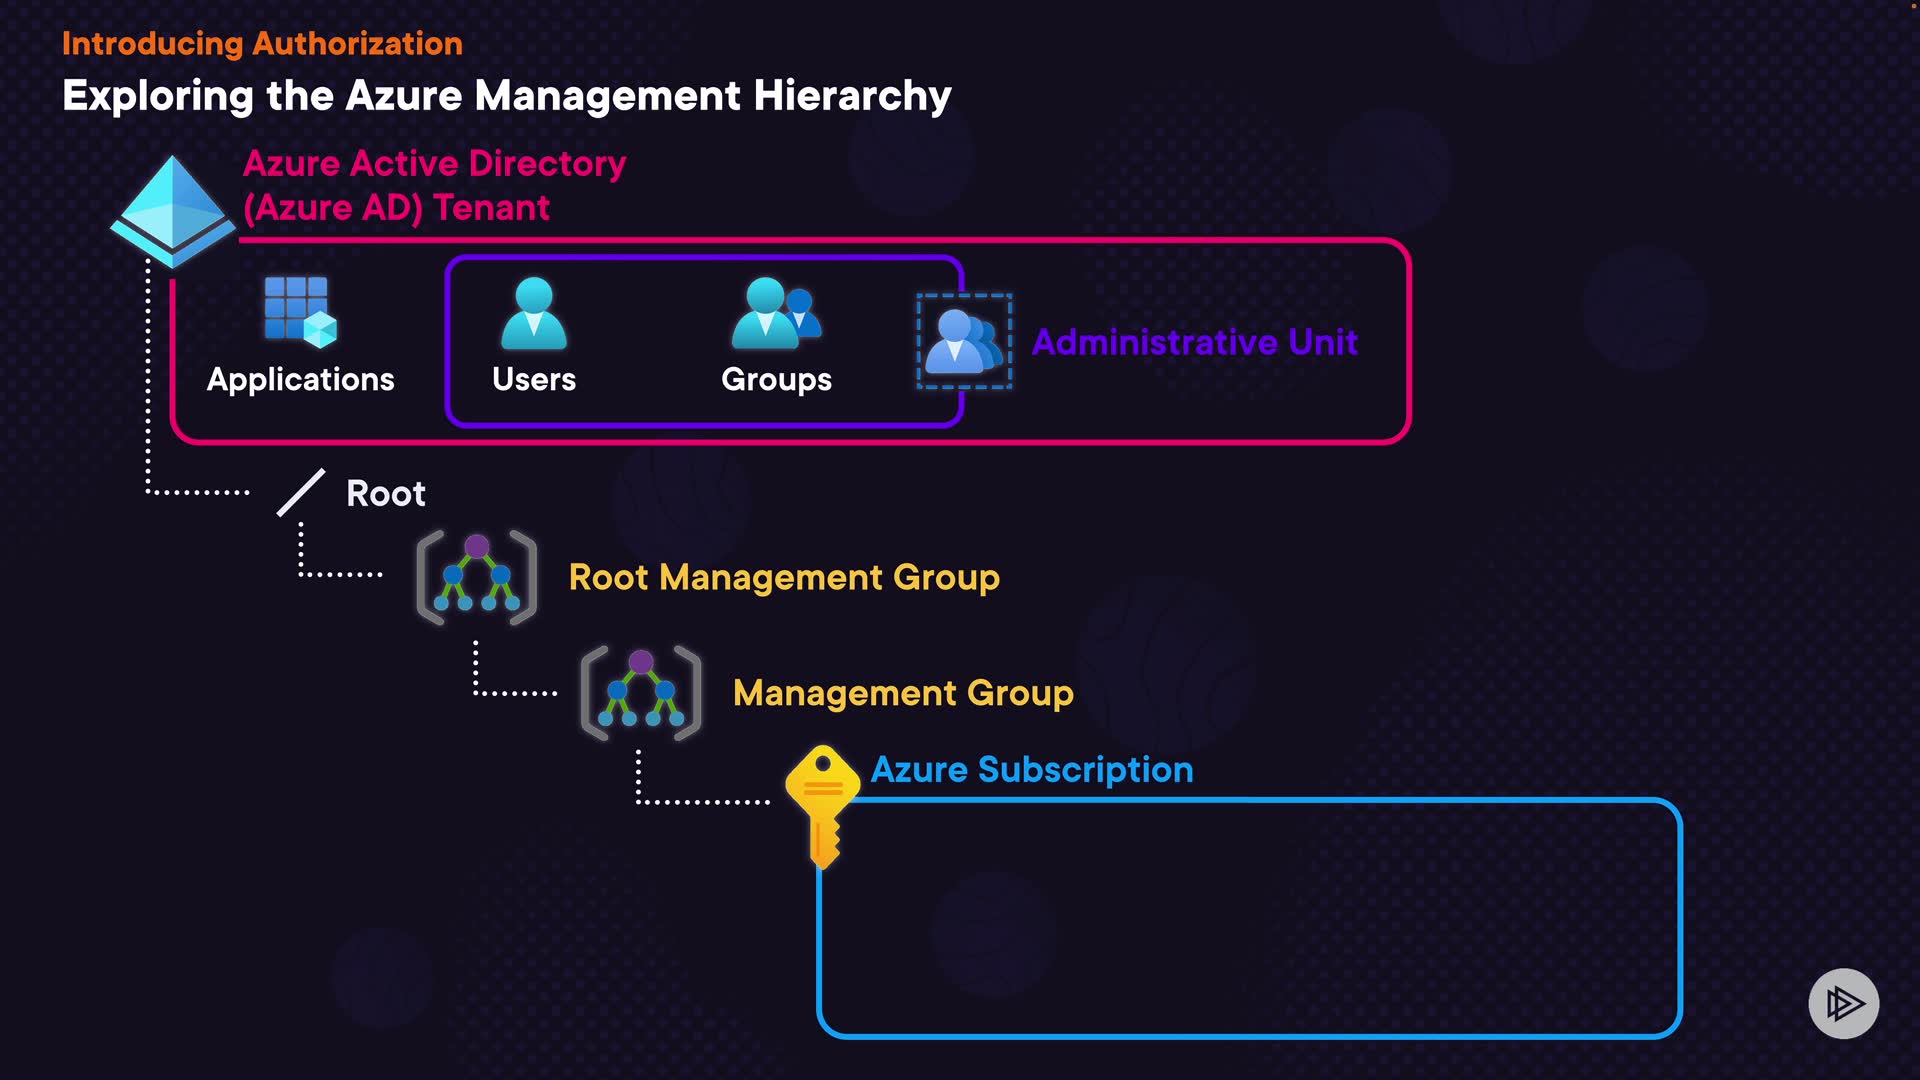 Introducing Authorization
Exploring the Azure Management Hierarchy
Azure Active Directory
(Azure AD) Tenant
Applications
Users
Groups
Administrative Unit
Root
Root Management Group
Management Group
Azure Subscription